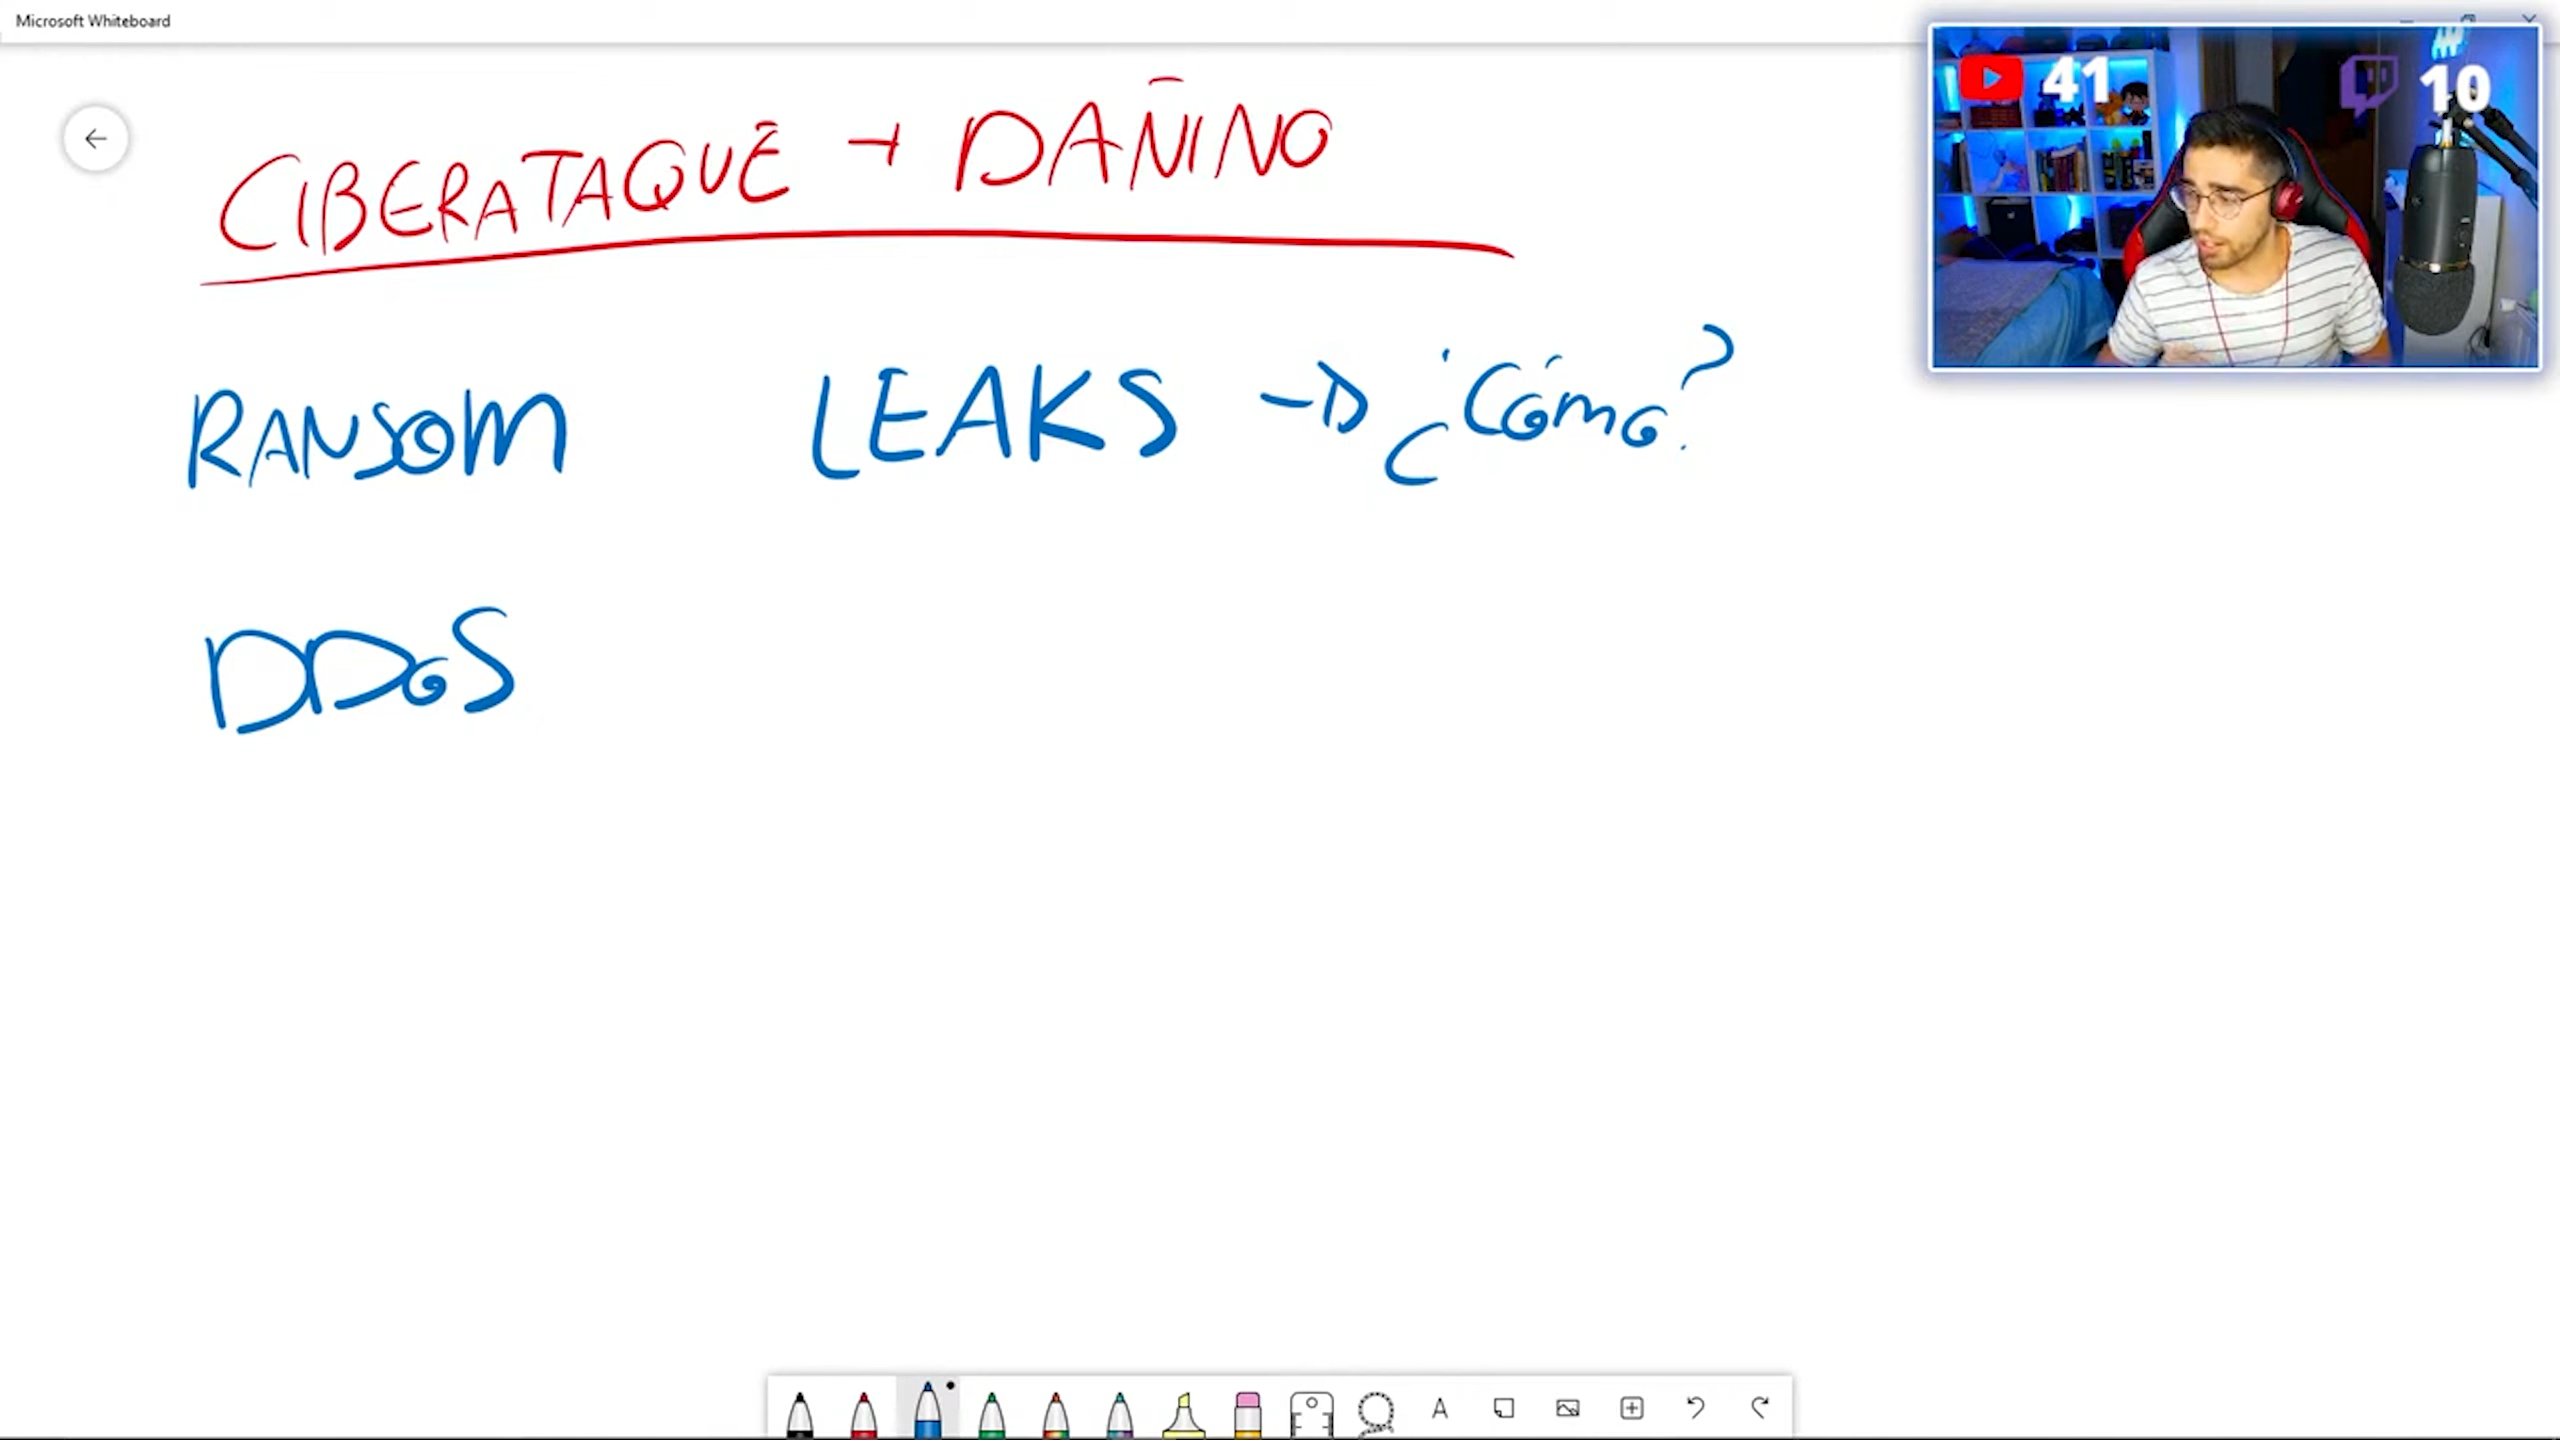 Microsoft Whiteboard
41 10
CIBERATAQUE + DAÑINO
RANSOM LEAKS -D ¿Cómo?
DDoS
A